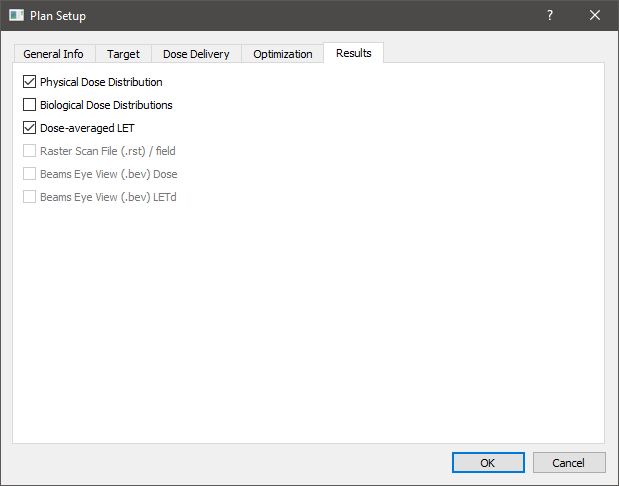 Plan Setup
?
General Info Target Dose Delivery Optimization Results
Physical Dose Distribution
Biological Dose Distributions
Dose-averaged LET
Raster Scan File (.rst) / field
Beams Eye View (.bev) Dose
Beams Eye View (.bev) LETd
OK Cancel